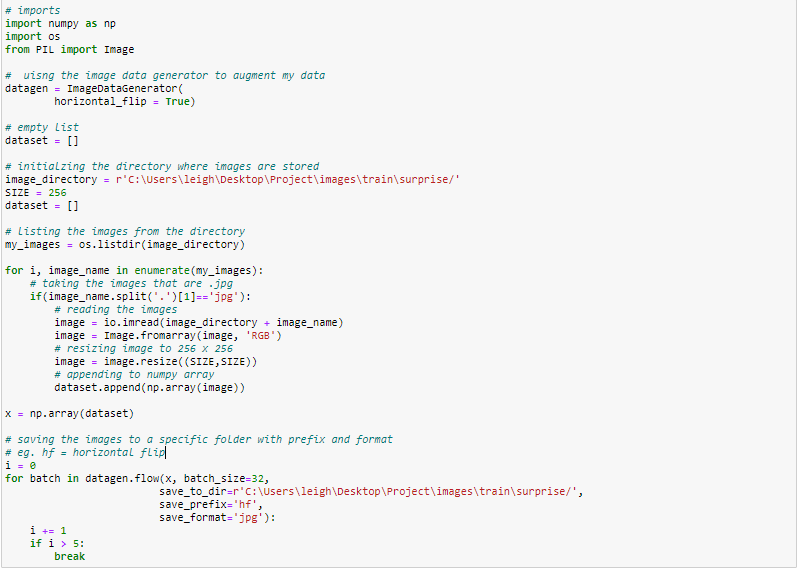 # imports
import numpy as np
import os
from PIL import Image
#  uisng the image data generator to augment my data
datagen = ImageDataGenerator(
        horizontal_flip = True)
# empty list
dataset = []
# initialzing the directory where images are stored
image_directory = r'C:\Users\leigh\Desktop\Project\images\train\surprise/'
SIZE = 256
dataset = []
# listing the images from the directory
my_images = os.listdir(image_directory)
for i, image_name in enumerate(my_images):
    # taking the images that are .jpg
    if(image_name.split('.')[1]=='jpg'):
        # reading the images
        image = io.imread(image_directory + image_name)
        image = Image.fromarray(image, 'RGB')
        # resizing image to 256 x 256
        image = image.resize((SIZE,SIZE))
        # appending to numpy array
        dataset.append(np.array(image))
x = np.array(dataset)
# saving the images to a specific folder with prefix and format
# eg. hf = horizontal flip
i = 0
for batch in datagen.flow(x, batch_size=32,
                         save_to_dir=r'C:\Users\leigh\Desktop\Project\images\train\surprise/',
                         save_prefix='hf',
                         save_format='jpg'):
    i += 1
    if i > 5:
        break